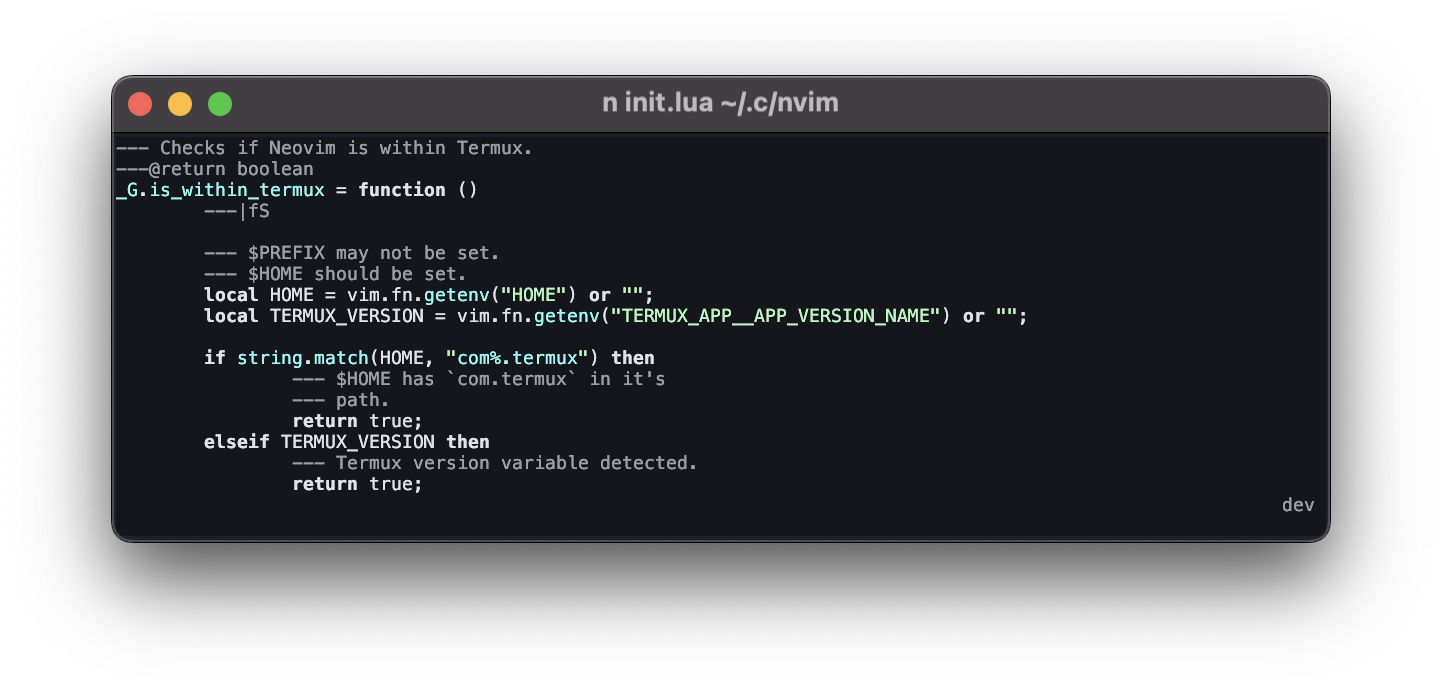 n init.lua ~/.c/nvim
--- Checks if Neovim is within Termux.
---@return boolean
_G.is_within_termux = function ()
        ---|fS

        --- $PREFIX may not be set.
        --- $HOME should be set.
        local HOME = vim.fn.getenv("HOME") or "";
        local TERMUX_VERSION = vim.fn.getenv("TERMUX_APP__APP_VERSION_NAME") or "";

        if string.match(HOME, "com%.termux") then
                --- $HOME has `com.termux` in it's
                --- path.
                return true;
        elseif TERMUX_VERSION then
                --- Termux version variable detected.
                return true;
dev